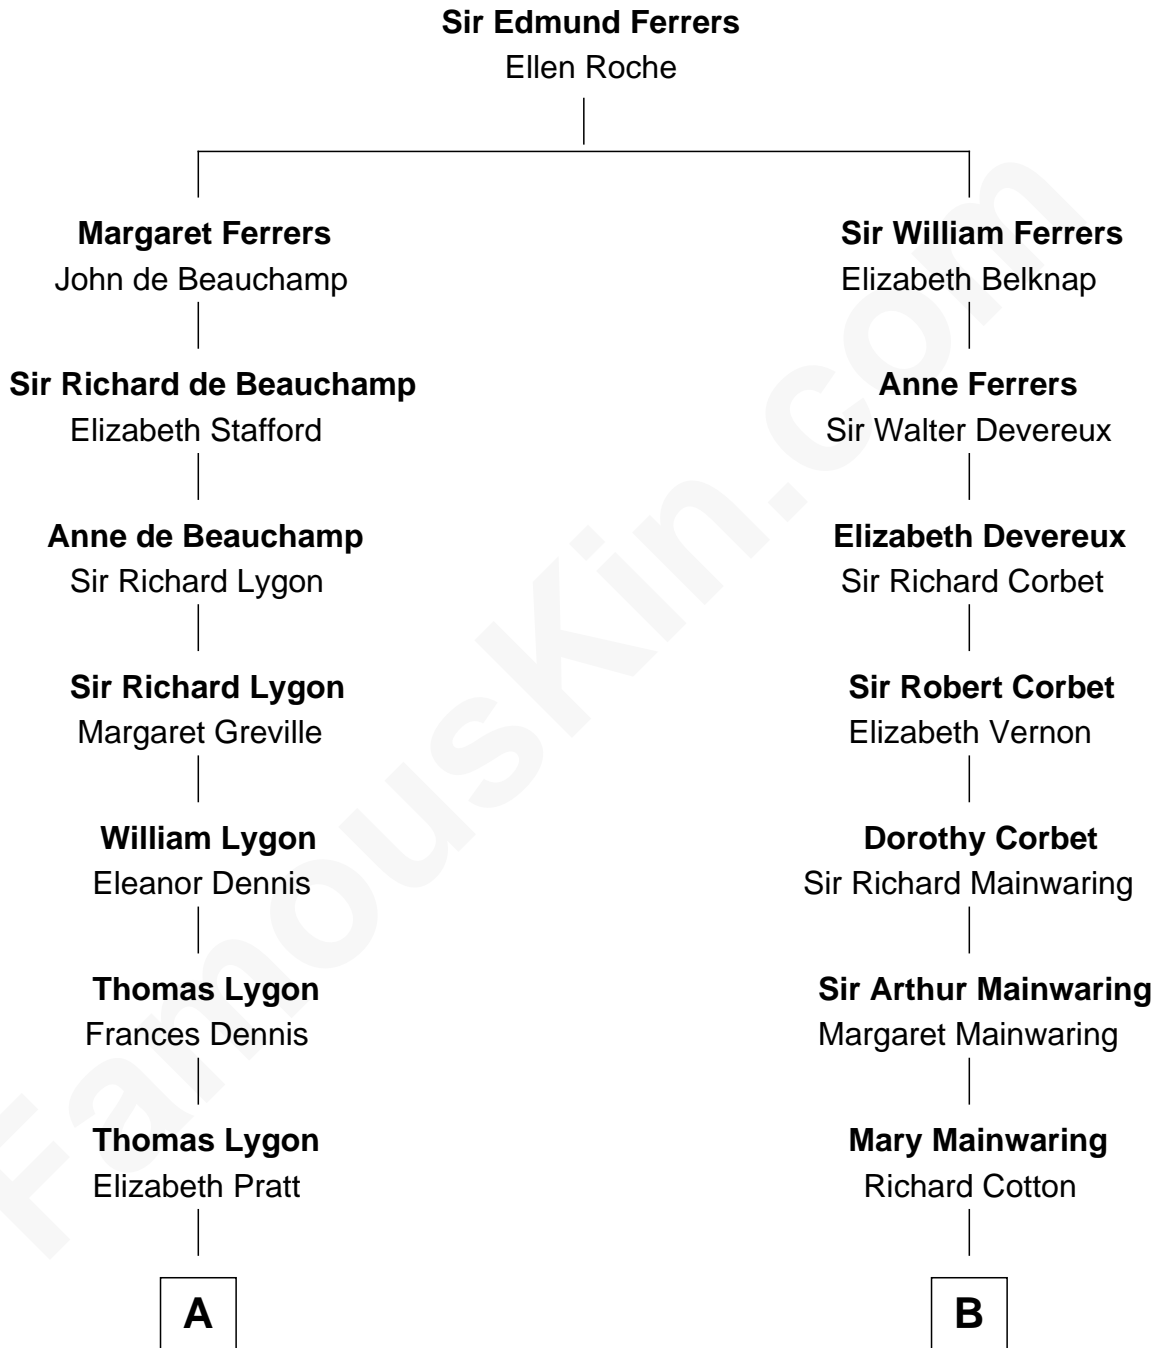 Sir Edmund Ferrers
Ellen Roche
Margaret Ferrers
John de Beauchamp
Sir William Ferrers
Elizabeth Belknap
Sir Richard de Beauchamp
Elizabeth Stafford
Anne Ferrers
Sir Walter Devereux
Anne de Beauchamp
Sir Richard Lygon
Elizabeth Devereux
Sir Richard Corbet
Sir Richard Lygon
Margaret Greville
Sir Robert Corbet
Elizabeth Vernon
William Lygon
Eleanor Dennis
Dorothy Corbet
Sir Richard Mainwaring
Thomas Lygon
Frances Dennis
Sir Arthur Mainwaring
Margaret Mainwaring
Thomas Lygon
Elizabeth Pratt
Mary Mainwaring
Richard Cotton
A
B
FamousKin.com